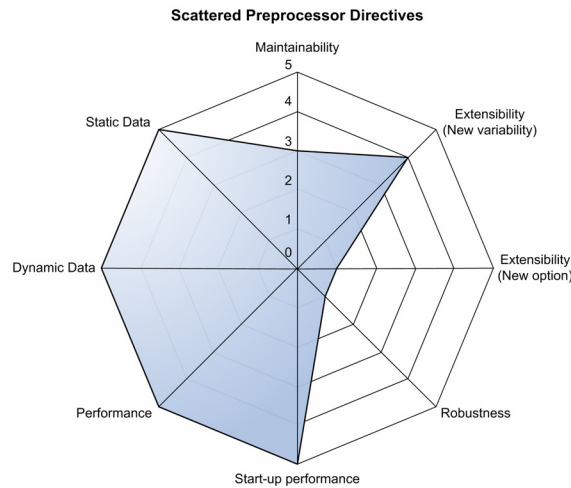 Scattered Preprocessor Directives
Maintainability
5
4
3
2
1
0
Extensibility
(New variability)
Extensibility
(New option)
Robustness
Start-up performance
Performance
Dynamic Data
Static Data